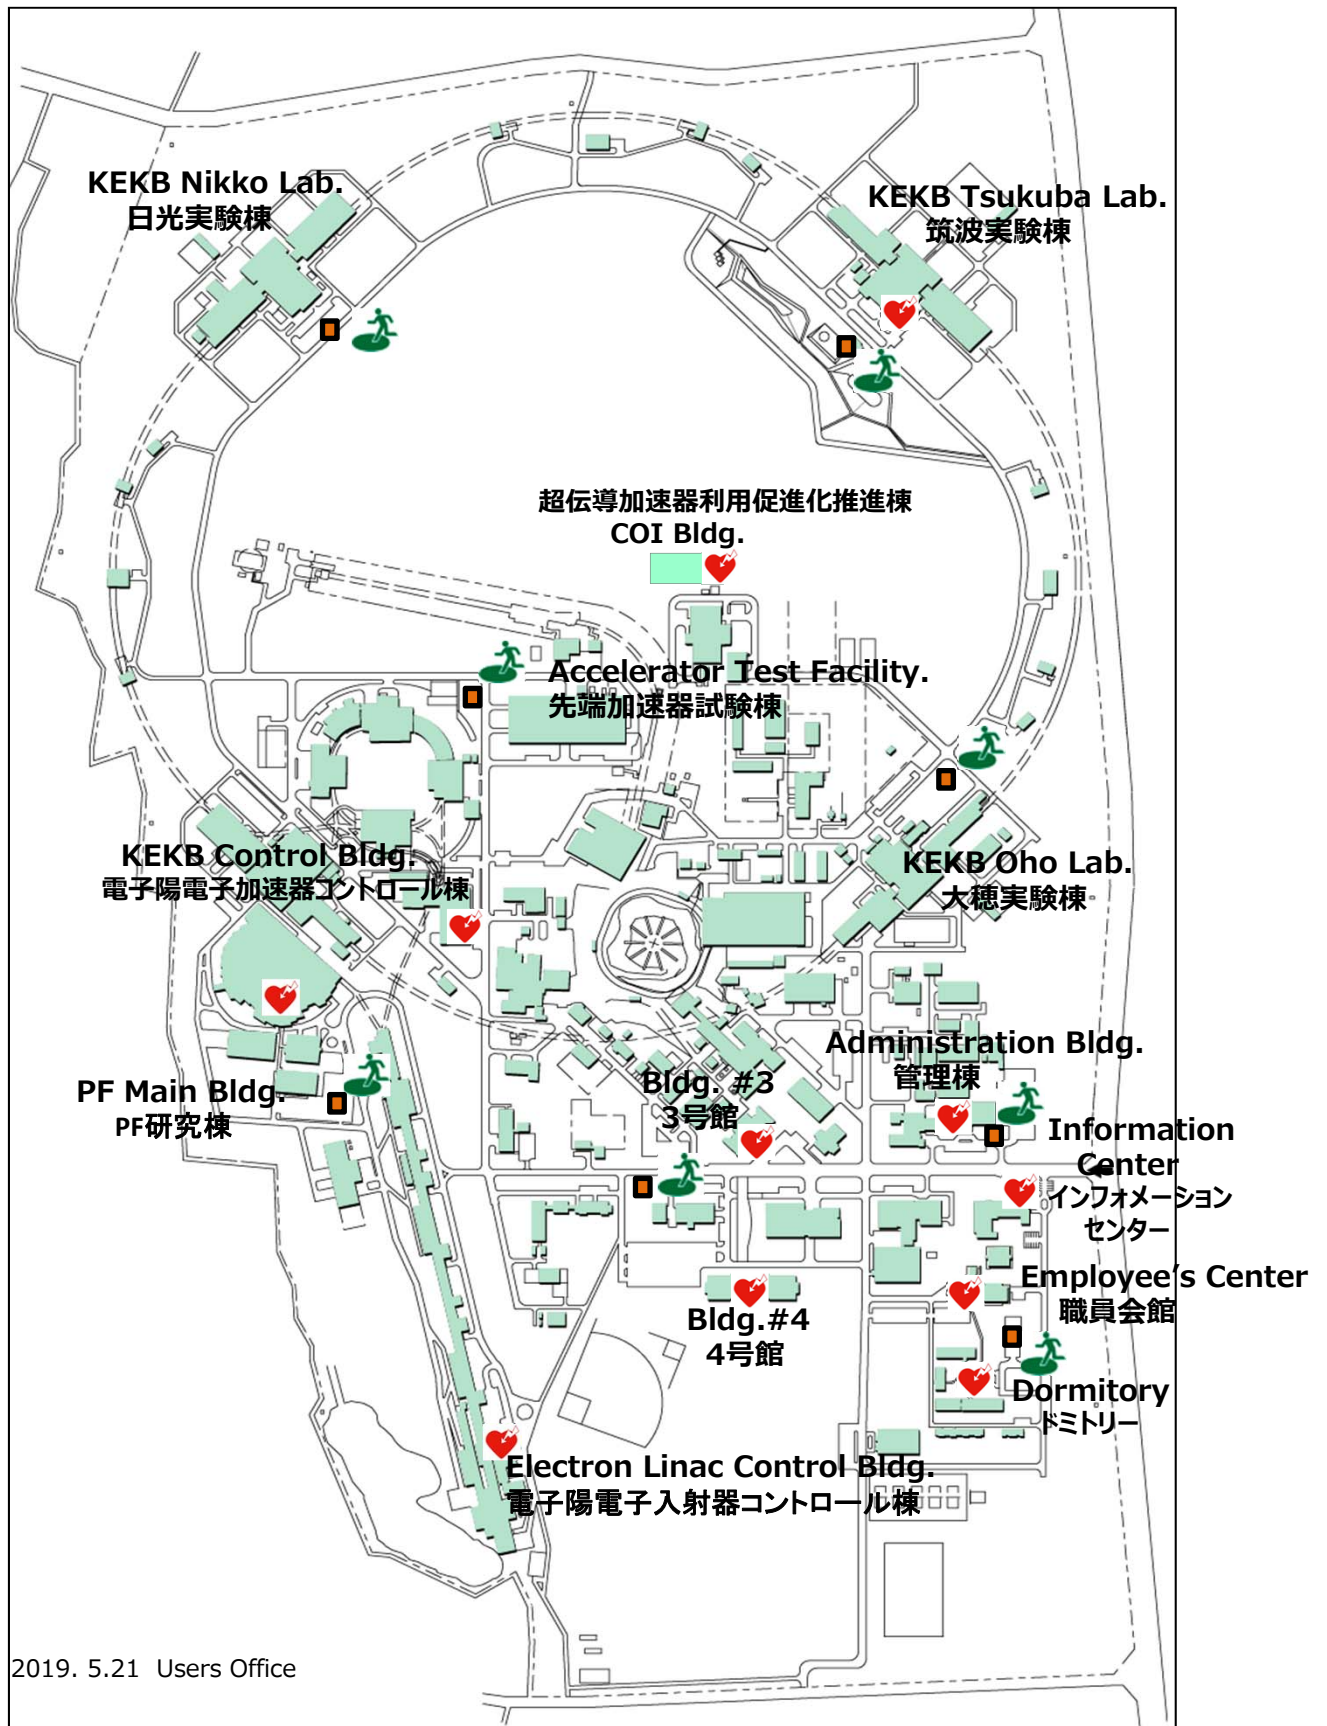 KEKB Nikko Lab.
日光実験棟
KEKB Tsukuba Lab.
筑波実験棟
超伝導加速器利用促進化推進棟
COI Bldg.
Accelerator Test Facility.
先端加速器試験棟
KEKB Control Bldg.
電子陽電子加速器コントロール棟
KEKB Oho Lab.
大穂実験棟
Administration Bldg.
管理棟
Bldg. #3
3号館
PF Main Bldg.
PF研究棟
Information
Center
インフォメーション
センター
Employee's Center
職員会館
Bldg.#4
4号館
Dormitory
ドミトリー
Electron Linac Control Bldg.
電子陽電子入射器コントロール棟
2019. 5.21 Users Office